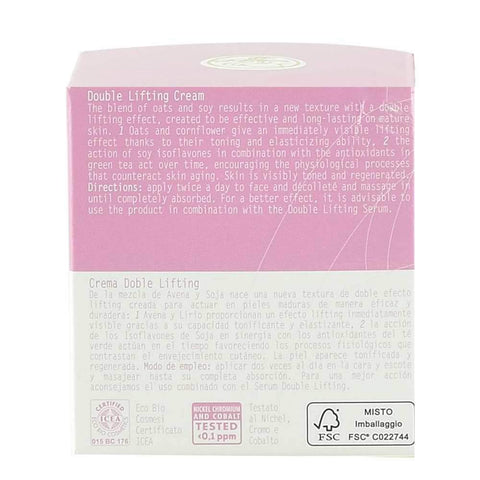 Double Lifting Cream
The blend of oats and soy results in a new texture with a double
lifting effect, created to be effective and long-lasting on mature
skin. 1 Oats and cornflower give an immediately visible lifting
effect thanks to their toning and elasticizing ability, 2 the
action of soy isoflavones in combination with the antioxidants in
green tea act over time, encouraging the physiological processes
that counteract skin aging. Skin is visibly toned and regenerated.
Directions: apply twice a day to face and décolleté and massage in
until completely absorbed. For a better effect, it is advisable to
use the product in combination with the Double Lifting Serum.
Crema Doble Lifting
De la mezcla de Avena y Soja nace una nueva textura de doble efecto
lifting creada para actuar en pieles maduras de manera eficaz y
duradera: 1 Avena y Lirio proporcionan un efecto lifting inmediatamente
visible gracias a su capacidad tonificante y elastizante, 2 la acción
de los Isoflavones de Soja en sinergia con los antioxidantes del té
verde actúan en el tiempo favoreciendo los procesos fisiológicos que
contrastan el envejecimiento cutáneo. La piel aparece tonificada y
regenerada. Modo de empleo: aplicar dos veces al día en la cara y escote
y masajear hasta su completa absorción. Para una mejor acción
aconsejamos el uso combinado con el Serum Double Lifting.
CERTIFIED
ICEA
ECO BIO COSMETICS
015 BC 176
Eco Bio
Cosmesi
Certificato
ICEA
NICKEL CHROMIUM
AND COBALT
TESTED
<0,1 ppm
Testato
al Nichel,
Cromo e
Cobalto
FSC
MISTO
Imballaggio
FSC® C022744